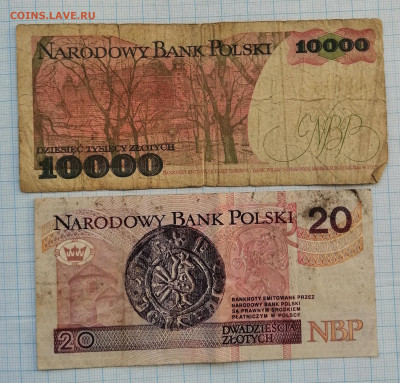 COINS.LAVE.RU
NARODOWY BANK POLSKI 10000
NBP
DZIESIĘĆ TYSIĘCY ZŁOTYCH
10000
NARODOWY BANK POLSKI 20
BANKNOTY EMITOWANE PRZEZ
NARODOWY BANK POLSKI
SĄ PRAWNYM ŚRODKIEM
PŁATNICZYM W POLSCE
20 DWADZIEŚCIA
ZŁOTYCH NBP